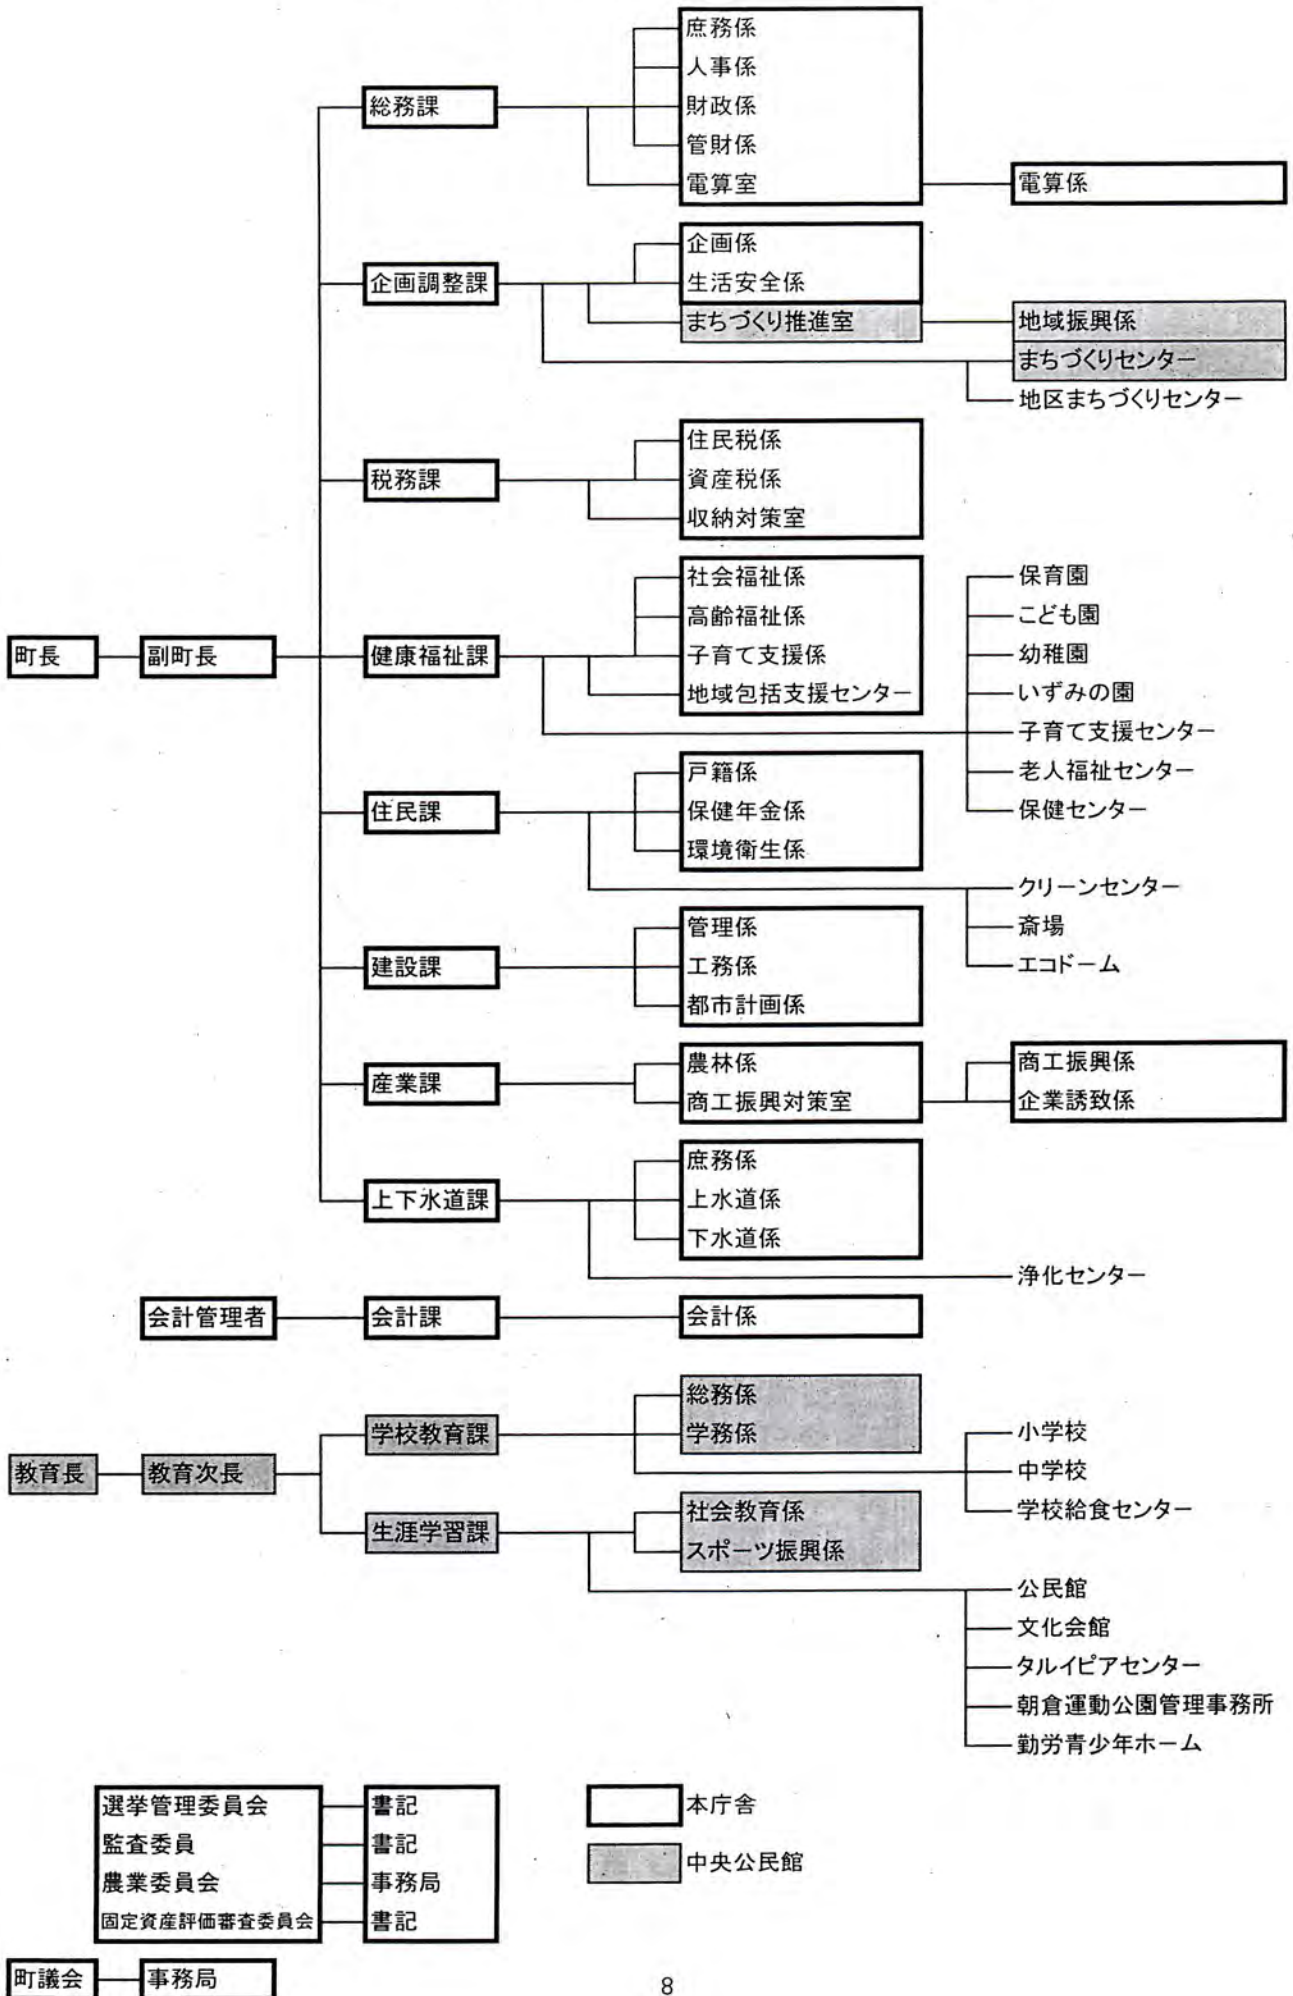 庶務係
人事係
総務課
財政係
管財係
電算室
電算係
企画係
企画調整課
生活安全係
まちづくり推進室
地域振興係
まちづくりセンター
地区まちづくりセンター
住民税係
税務課
資産税係
収納対策室
社会福祉係
保育園
高齢福祉係
こども園
町長
副町長
健康福祉課
子育て支援係
幼稚園
地域包括支援センター
いずみの園
子育て支援センター
戸籍係
老人福祉センター
住民課
保健年金係
保健センター
環境衛生係
クリーンセンター
管理係
斎場
建設課
工務係
エコドーム
都市計画係
農林係
商工振興係
産業課
商工振興対策室
企業誘致係
庶務係
上下水道課
上水道係
下水道係
浄化センター
会計管理者
会計課
会計係
総務係
学校教育課
学務係
小学校
教育長
教育次長
中学校
社会教育係
学校給食センター
生涯学習課
スポーツ振興係
公民館
文化会館
タルイピアセンター
朝倉運動公園管理事務所
勤労青少年ホーム
選挙管理委員会
書記
本庁舎
監査委員
書記
中央公民館
農業委員会
事務局
固定資産評価審査委員会
書記
町議会
事務局
8